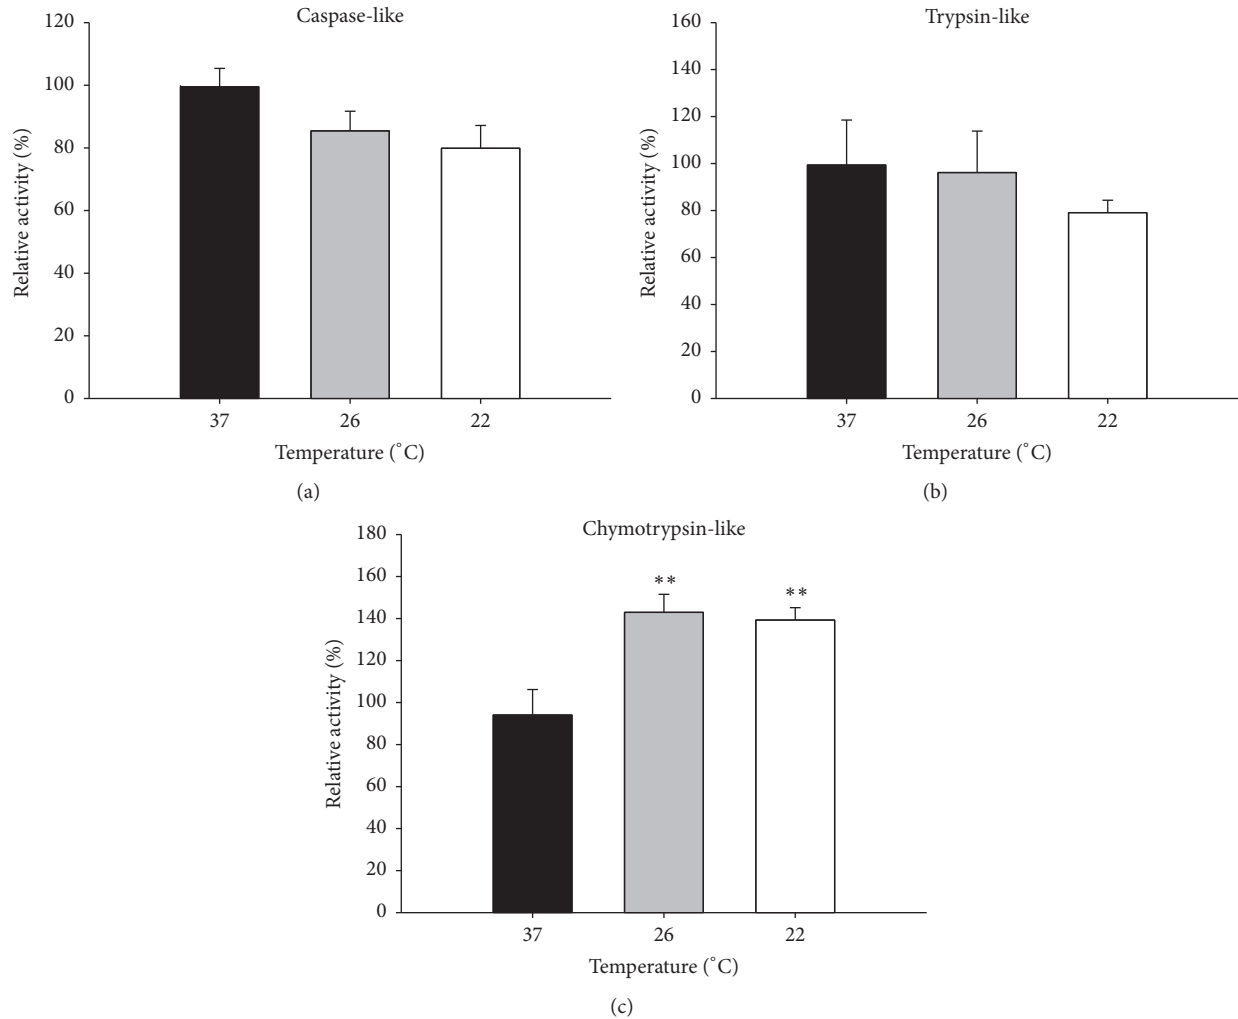 Caspase-like
120
100
80
60
40
20
0
Relative activity (%)
37 26 22
Temperature (˚C)
(a)
Trypsin-like
160
140
120
100
80
60
40
20
0
Relative activity (%)
37 26 22
Temperature (˚C)
(b)
Chymotrypsin-like
180
160
140
120
100
80
60
40
20
0
Relative activity (%)
** **
37 26 22
Temperature (˚C)
(c)